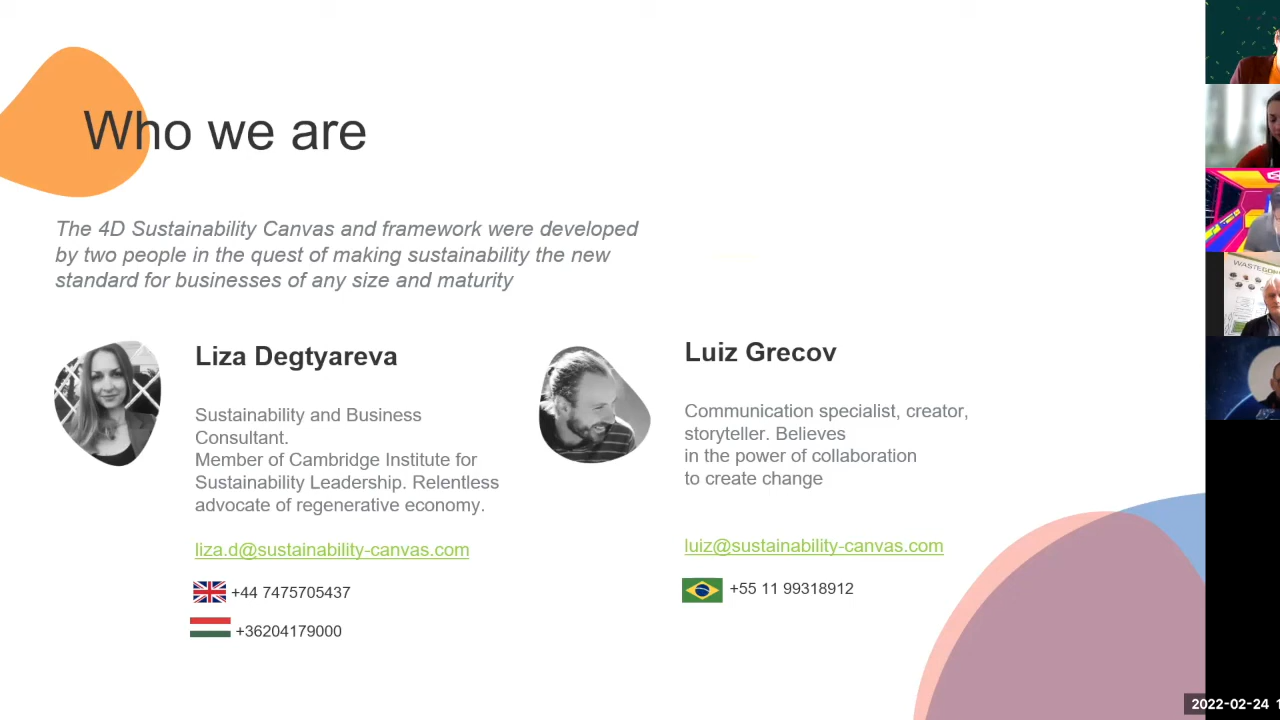 Who we are
The 4D Sustainability Canvas and framework were developed
by two people in the quest of making sustainability the new
standard for businesses of any size and maturity
Liza Degtyareva
Sustainability and Business
Consultant.
Member of Cambridge Institute for
Sustainability Leadership. Relentless
advocate of regenerative economy.
liza.d@sustainability-canvas.com
+44 7475705437
+36204179000
Luiz Grecov
Communication specialist, creator,
storyteller. Believes
in the power of collaboration
to create change
luiz@sustainability-canvas.com
+55 11 99318912
2022-02-24